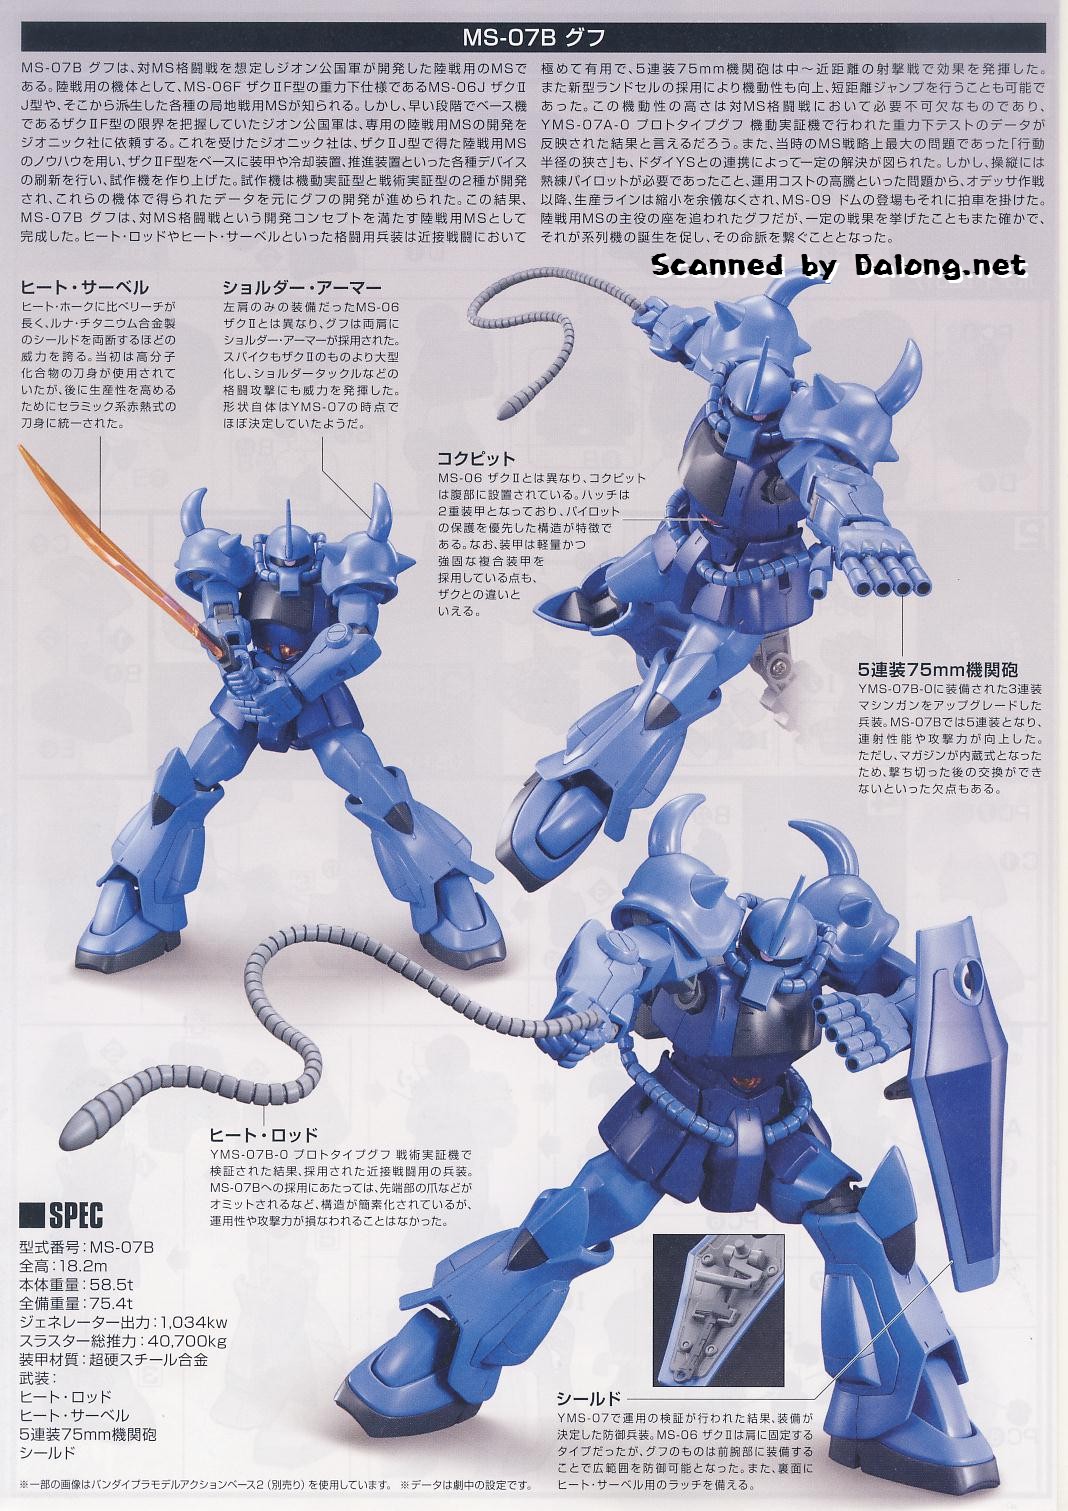 MS-07B グフ
MS-07B グフは、対MS格闘戦を想定しジオン公国軍が開発した陸戦用のMSで
ある。陸戦用の機体として、MS-06F ザクⅡF型の重力下仕様であるMS-06J ザクⅡ
J型や、そこから派生した各種の局地戦用MSが知られる。しかし、早い段階でベース機
であるザクⅡF型の限界を把握していたジオン公国軍は、専用の陸戦用MSの開発を
ジオニック社に依頼する。これを受けたジオニック社は、ザクⅡJ型で得た陸戦用MS
のノウハウを用い、ザクⅡF型をベースに装甲や冷却装置、推進装置といった各種デバイス
の刷新を行い、試作機を作り上げた。試作機は機動実証型と戦術実証型の2種が開発
され、これらの機体で得られたデータを元にグフの開発が進められた。この結果、
MS-07B グフは、対MS格闘戦という開発コンセプトを満たす陸戦用MSとして
完成した。ヒート・ロッドやヒート・サーベルといった格闘用兵装は近接戦闘において
極めて有用で、5連装75mm機関砲は中〜近距離の射撃戦で効果を発揮した。
また新型ランドセルの採用により機動性も向上、短距離ジャンプを行うことも可能で
あった。この機動性の高さは対MS格闘戦において必要不可欠なものであり、
YMS-07A-0 プロトタイプグフ 機動実証機で行われた重力下テストのデータが
反映された結果と言えるだろう。また、当時のMS戦略上最大の問題であった「行動
半径の狭さ」も、ドダイYSとの連携によって一定の解決が図られた。しかし、操縦には
熟練パイロットが必要であったこと、運用コストの高騰といった問題から、オデッサ作戦
以降、生産ラインは縮小を余儀なくされ、MS-09 ドムの登場もそれに拍車を掛けた。
陸戦用MSの主役の座を追われたグフだが、一定の戦果を挙げたこともまた確かで、
それが系列機の誕生を促し、その命脈を繋ぐこととなった。
Scanned by Dalong.net
ヒート・サーベル
ヒート・ホークに比べリーチが
長く、ルナ・チタニウム合金製
のシールドを両断するほどの
威力を誇る。当初は高分子
化合物の刀身が使用されて
いたが、後に生産性を高める
ためにセラミック系赤熱式の
刀身に統一された。
ショルダー・アーマー
左肩のみの装備だったMS-06
ザクⅡとは異なり、グフは両肩に
ショルダー・アーマーが採用された。
スパイクもザクⅡのものより大型
化し、ショルダータックルなどの
格闘攻撃にも威力を発揮した。
形状自体はYMS-07の時点で
ほぼ決定していたようだ。
コクピット
MS-06 ザクⅡとは異なり、コクピット
は腹部に設置されている。ハッチは
2重装甲となっており、パイロット
の保護を優先した構造が特徴で
ある。なお、装甲は軽量かつ
強固な複合装甲を
採用している点も、
ザクとの違いと
いえる。
5連装75mm機関砲
YMS-07B-0に装備された3連装
マシンガンをアップグレードした
兵装。MS-07Bでは5連装となり、
連射性能や攻撃力が向上した。
ただし、マガジンが内蔵式となった
ため、撃ち切った後の交換ができ
ないといった欠点もある。
ヒート・ロッド
YMS-07B-0 プロトタイプグフ 戦術実証機で
検証された結果、採用された近接戦闘用の兵装。
MS-07Bへの採用にあたっては、先端部の爪などが
オミットされるなど、構造が簡素化されているが、
運用性や攻撃力が損なわれることはなかった。
■SPEC
型式番号：MS-07B
全高：18.2m
本体重量：58.5t
全備重量：75.4t
ジェネレーター出力：1,034kw
スラスター総推力：40,700kg
装甲材質：超硬スチール合金
武装：
ヒート・ロッド
ヒート・サーベル
5連装75mm機関砲
シールド
シールド
YMS-07で運用の検証が行われた結果、装備が
決定した防御兵装。MS-06 ザクⅡは肩に固定する
タイプだったが、グフのものは前腕部に装備する
ことで広範囲を防御可能となった。また、裏面に
ヒート・サーベル用のラッチを備える。
※一部の画像はバンダイプラモデルアクションベース2（別売り）を使用しています。 ※データは劇中の設定です。